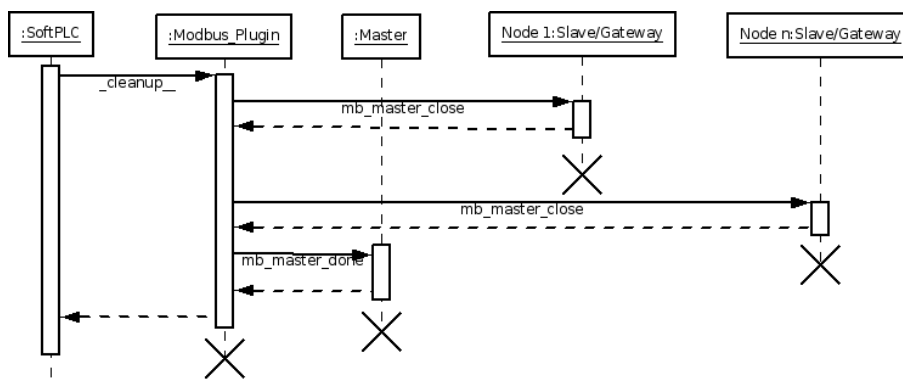 :SoftPLC
:Modbus_Plugin
:Master
Node 1:Slave/Gateway
Node n:Slave/Gateway
_cleanup__
mb_master_close
mb_master_close
mb_master_done